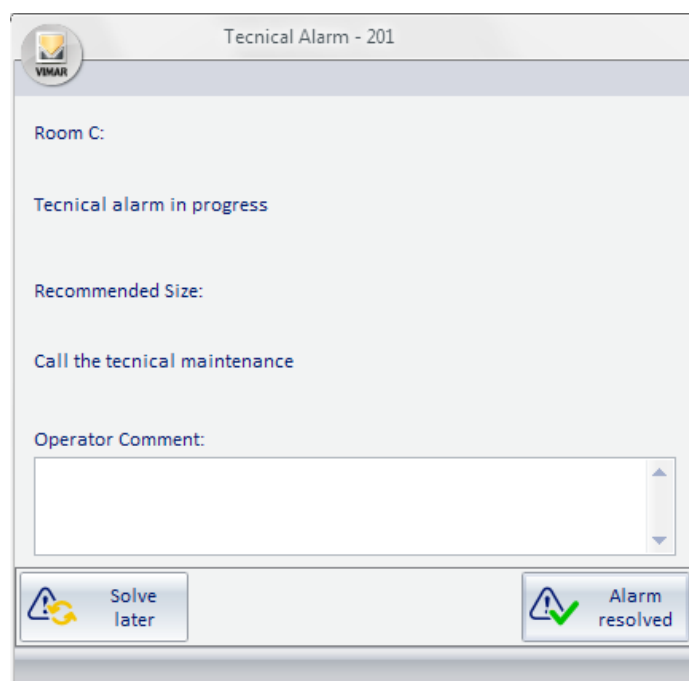 Tecnical Alarm - 201
VIMAR
Room C:
Tecnical alarm in progress
Recommended Size:
Call the tecnical maintenance
Operator Comment:
Solve
later
Alarm
resolved